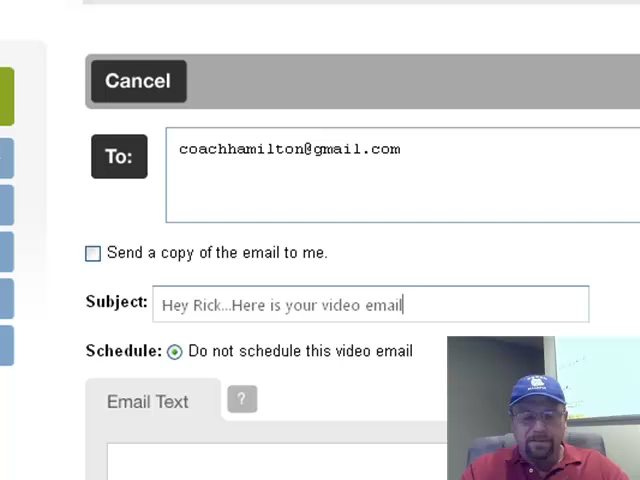 Cancel
To:
coachhamilton@gmail.com
Send a copy of the email to me.
Subject:
Hey Rick...Here is your video email
Schedule:
Do not schedule this video email
Email Text
?